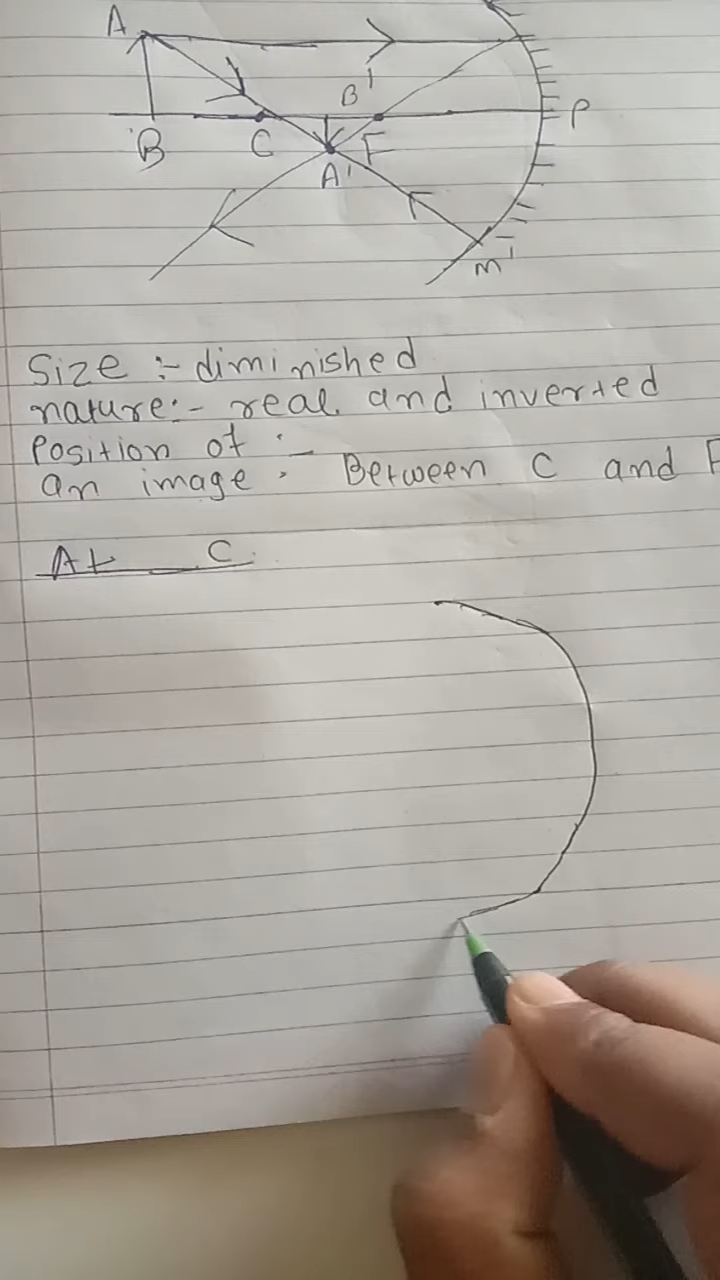 A
B'
P
B
C
F
A'
M'
Size :- diminished
nature:- real and inverted
Position of :-
an image : Between C and F
At C